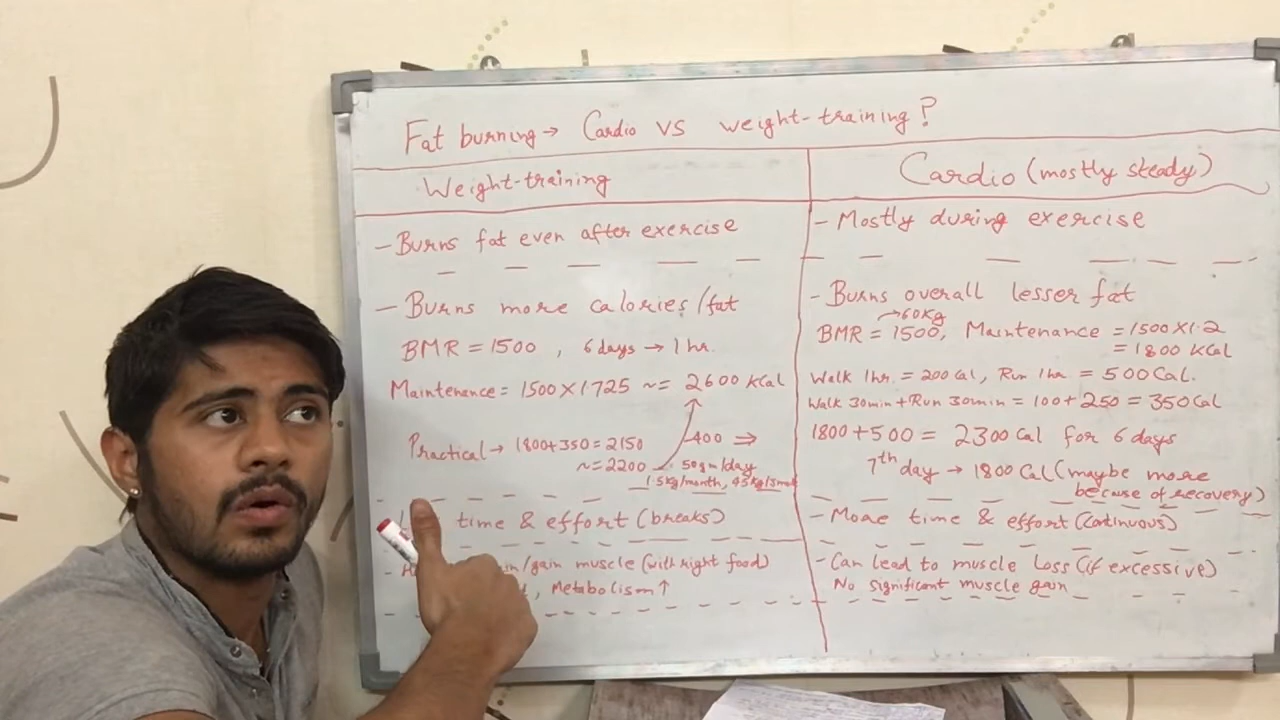 Fat burning → Cardio VS weight-training?
Weight-training
- Burns fat even after exercise
- Burns more calories/fat
BMR = 1500 , 6 days → 1 hr.
Maintenance = 1500 X 1.725 ~= 2600 KCal
Practical → 1800+350 = 2150
~= 2200
400 ⇒
50gm/day
1.5kg/month, 4.5kg/3mon
time & effort (breaks)
/gain muscle (with right food)
, Metabolism ↑
Cardio (mostly steady)
- Mostly during exercise
- Burns overall lesser fat
→60Kg
BMR = 1500, Maintenance = 1500 X 1.2
= 1800 KCal
Walk 1hr. = 200 Cal, Run 1hr = 500 Cal.
Walk 30min + Run 30min = 100 + 250 = 350 Cal
1800 + 500 = 2300 Cal for 6 days
7th day → 1800 Cal (maybe more
because of recovery)
- More time & effort (Continuous)
- Can lead to muscle Loss (if excessive)
No significant muscle gain